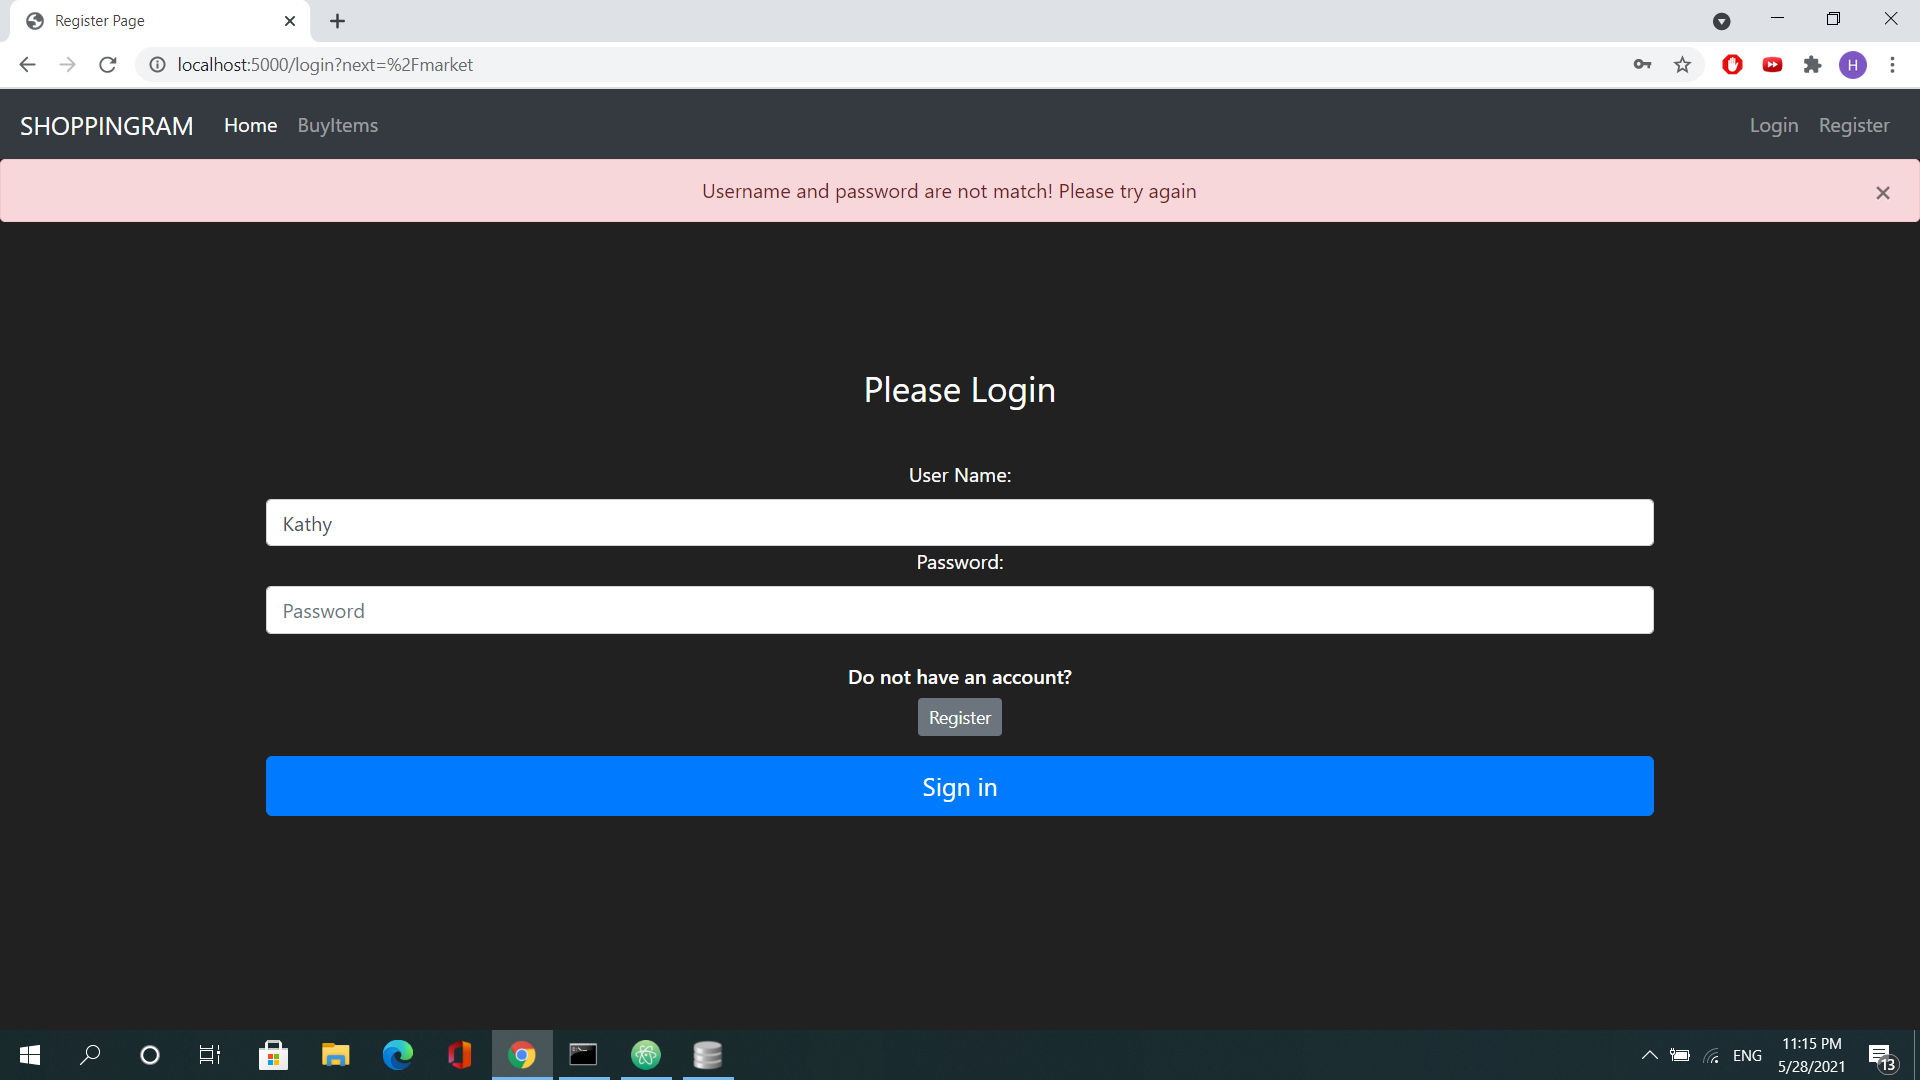 Register Page
localhost:5000/login?next=%2Fmarket
H
SHOPPINGRAM Home BuyItems Login Register
Username and password are not match! Please try again
Please Login
User Name:
Kathy
Password:
Password
Do not have an account?
Register
Sign in
ENG
11:15 PM
5/28/2021
13